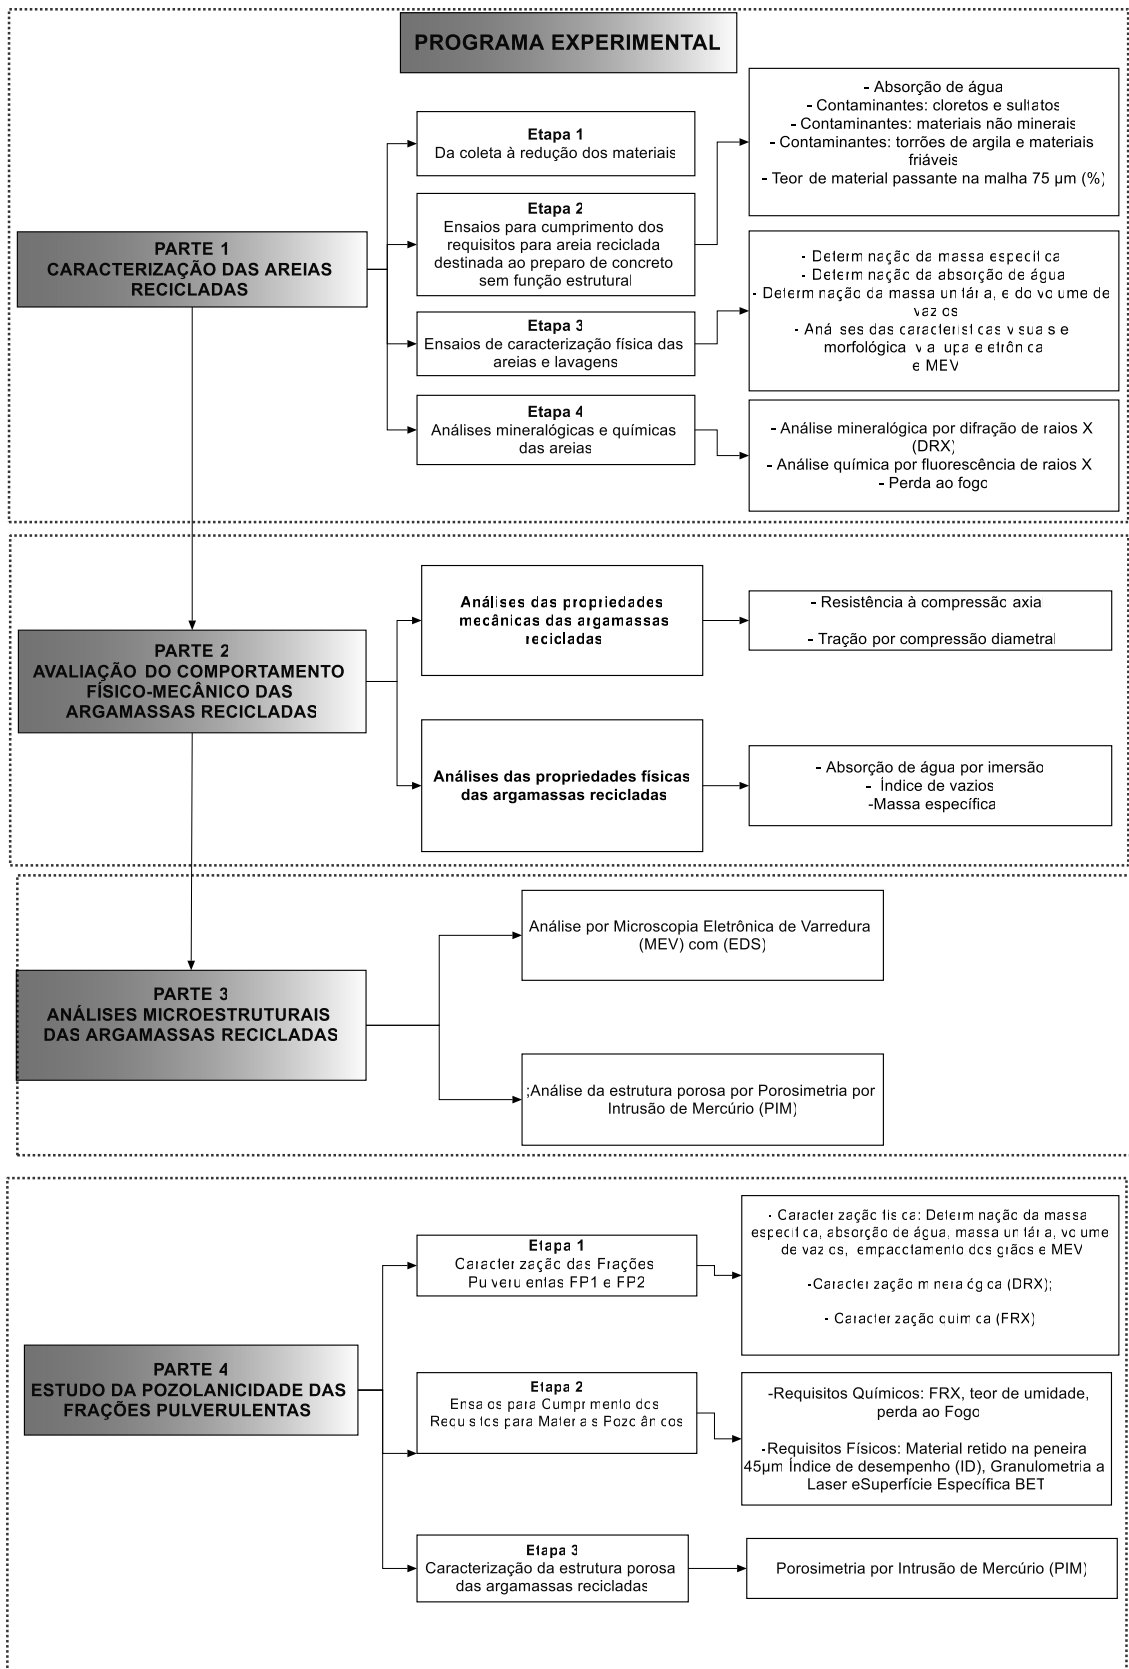 PROGRAMA EXPERIMENTAL
PARTE 1
CARACTERIZAÇÃO DAS AREIAS
RECICLADAS
Etapa 1
Da coleta à redução dos materiais
Etapa 2
Ensaios para cumprimento dos
requisitos para areia reciclada
destinada ao preparo de concreto
sem função estrutural
Etapa 3
Ensaios de caracterização física das
areias e lavagens
Etapa 4
Análises mineralógicas e químicas
das areias
- Absorção de água
- Contaminantes: cloretos e sulfatos
- Contaminantes: materiais não minerais
- Contaminantes: torrões de argila e materiais
friáveis
- Teor de material passante na malha 75 µm (%)
- Determinação da massa especifica
- Determinação da absorção de água
- Determinação da massa unitária, e do volume de
vazios
- Análises das características visuais e
morfológica via lupa eletrônica
e MEV
- Análise mineralógica por difração de raios X
(DRX)
- Análise química por fluorescência de raios X
- Perda ao fogo
PARTE 2
AVALIAÇÃO DO COMPORTAMENTO
FÍSICO-MECÂNICO DAS
ARGAMASSAS RECICLADAS
Análises das propriedades
mecânicas das argamassas
recicladas
- Resistência à compressão axia
- Tração por compressão diametral
Análises das propriedades físicas
das argamassas recicladas
- Absorção de água por imersão
- Índice de vazios
-Massa específica
PARTE 3
ANÁLISES MICROESTRUTURAIS
DAS ARGAMASSAS RECICLADAS
Análise por Microscopia Eletrônica de Varredura
(MEV) com (EDS)
;Análise da estrutura porosa por Porosimetria por
Intrusão de Mercúrio (PIM)
PARTE 4
ESTUDO DA POZOLANICIDADE DAS
FRAÇÕES PULVERULENTAS
Etapa 1
Caracterização das Frações
Pulverulentas FP1 e FP2
- Caracterização física: Determinação da massa
especifica, absorção de água, massa unitária, volume
de vazios, empacotamento dos grãos e MEV
-Caracterização mineralógica (DRX);
- Caracterização química (FRX)
Etapa 2
Ensaios para Cumprimento dos
Requisitos para Materiais Pozolânicos
-Requisitos Químicos: FRX, teor de umidade,
perda ao Fogo
-Requisitos Físicos: Material retido na peneira
45µm Índice de desempenho (ID), Granulometria a
Laser eSuperfície Específica BET
Etapa 3
Caracterização da estrutura porosa
das argamassas recicladas
Porosimetria por Intrusão de Mercúrio (PIM)